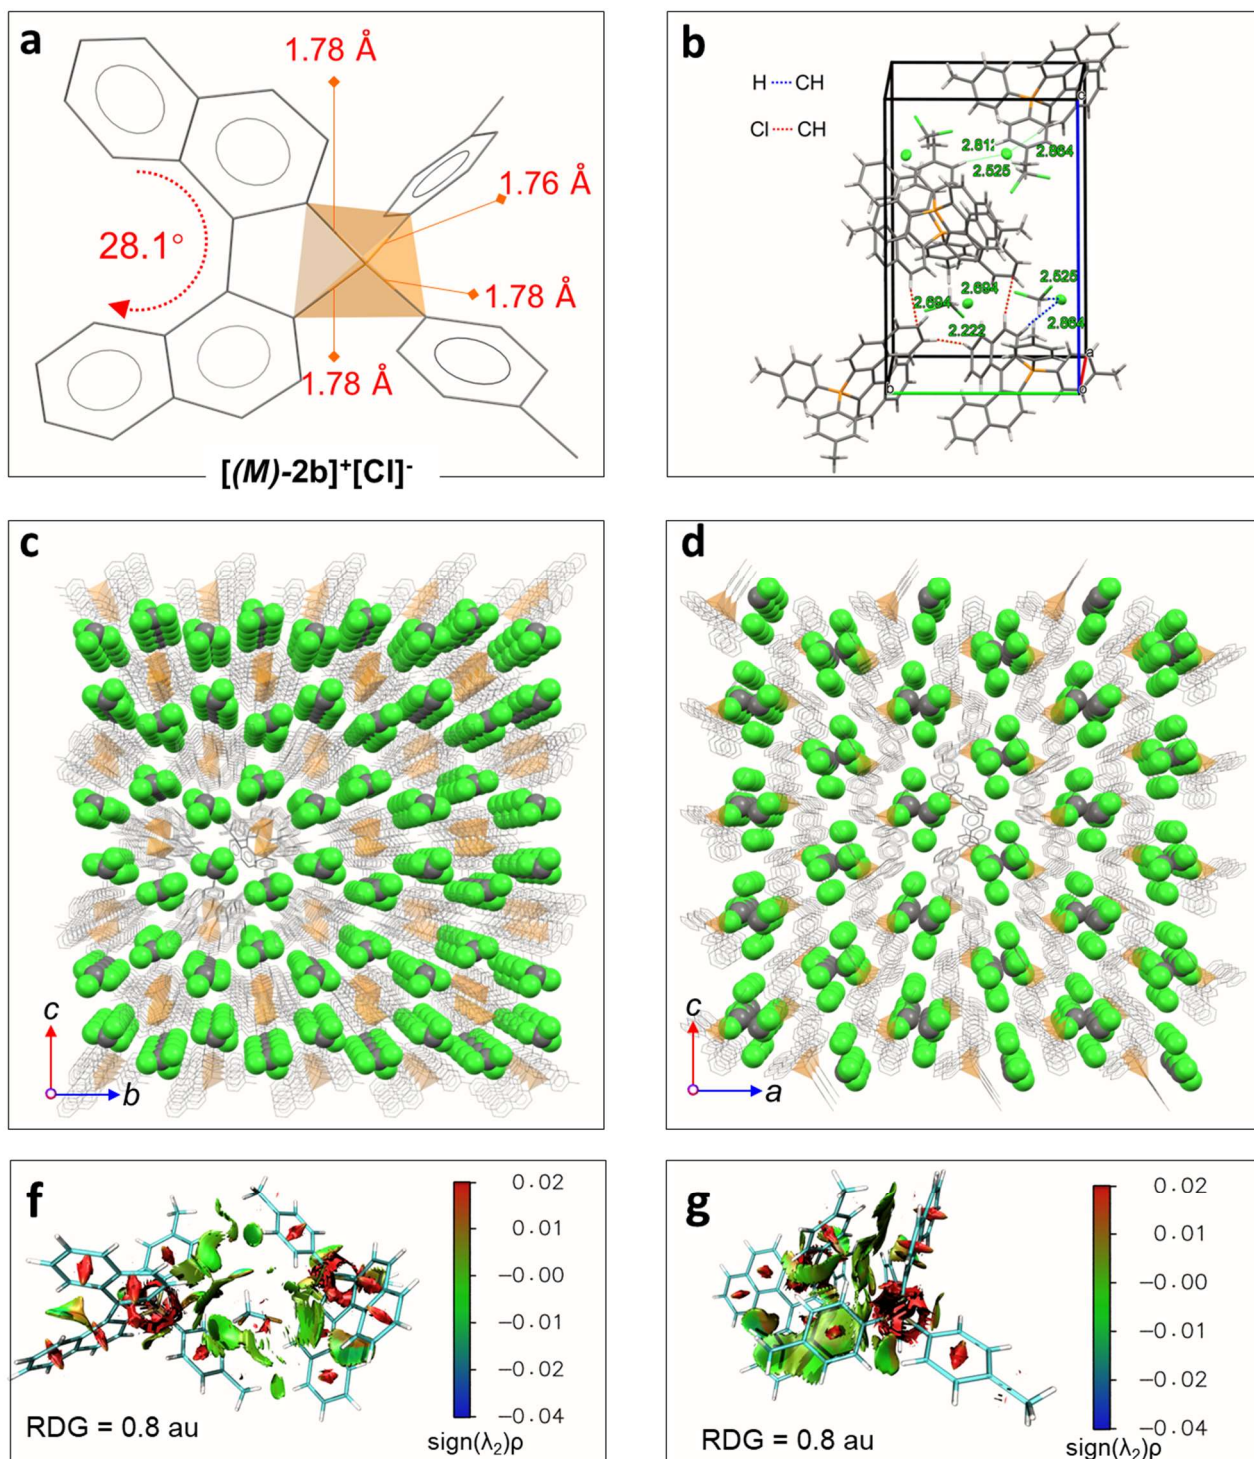 a
1.78 Å
1.76 Å
28.1°
1.78 Å
1.78 Å
[(M)-2b]⁺[Cl]⁻
b
H CH
Cl CH
c
2.864
2.525
2.694
2.694
2.525
2.222
2.864
a
b
o
c
c
b
d
c
a
f
0.02
0.01
−0.00
−0.01
−0.02
−0.04
RDG = 0.8 au
sign(λ₂)ρ
g
0.02
0.01
−0.00
−0.01
−0.02
−0.04
RDG = 0.8 au
sign(λ₂)ρ